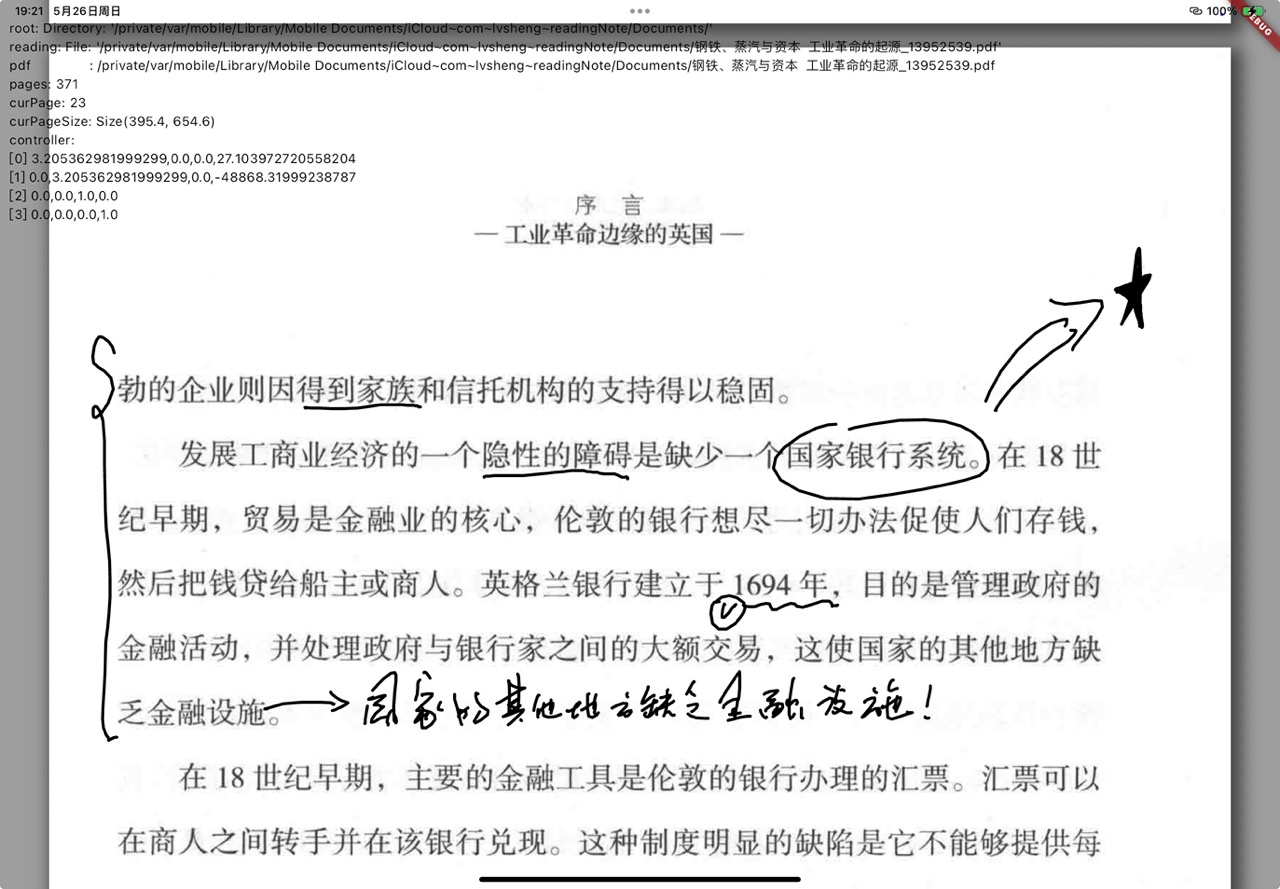 19:21 5月26日周日
100%
DEBUG
root: Directory: '/private/var/mobile/Library/Mobile Documents/iCloud~com~lvsheng~readingNote/Documents/'
reading: File: '/private/var/mobile/Library/Mobile Documents/iCloud~com~lvsheng~readingNote/Documents/钢铁、蒸汽与资本 工业革命的起源_13952539.pdf'
pdf : /private/var/mobile/Library/Mobile Documents/iCloud~com~lvsheng~readingNote/Documents/钢铁、蒸汽与资本 工业革命的起源_13952539.pdf
pages: 371
curPage: 23
curPageSize: Size(395.4, 654.6)
controller:
[0] 3.205362981999299,0.0,0.0,27.103972720558204
[1] 0.0,3.205362981999299,0.0,-48868.31999238787
[2] 0.0,0.0,1.0,0.0
[3] 0.0,0.0,0.0,1.0
序 言
— 工业革命边缘的英国 —
勃的企业则因得到家族和信托机构的支持得以稳固。
发展工商业经济的一个隐性的障碍是缺少一个国家银行系统。在 18 世
纪早期，贸易是金融业的核心，伦敦的银行想尽一切办法促使人们存钱，
然后把钱贷给船主或商人。英格兰银行建立于 1694 年，目的是管理政府的
金融活动，并处理政府与银行家之间的大额交易，这使国家的其他地方缺
乏金融设施。
国家的其他地方缺乏金融设施！
在 18 世纪早期，主要的金融工具是伦敦的银行办理的汇票。汇票可以
在商人之间转手并在该银行兑现。这种制度明显的缺陷是它不能够提供每